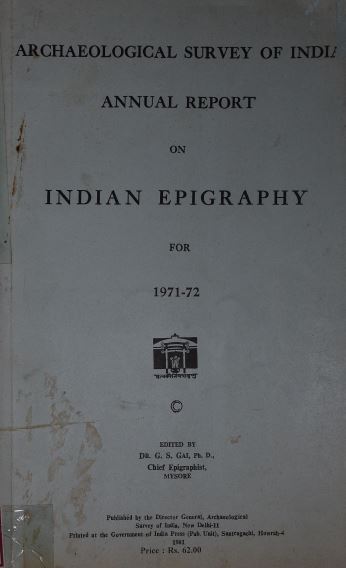 ARCHAEOLOGICAL SURVEY OF INDIA
ANNUAL REPORT
ON
INDIAN EPIGRAPHY
FOR
1971-72
©
EDITED BY
DR. G. S. GAI, Ph. D.,
Chief Epigraphist,
MYSORE
Published by the Director General, Archaeological
Survey of India, New Delhi-11
Printed at the Government of India Press (Pub. Unit), Santragachi, Howrah-4
1981
Price : Rs. 62.00